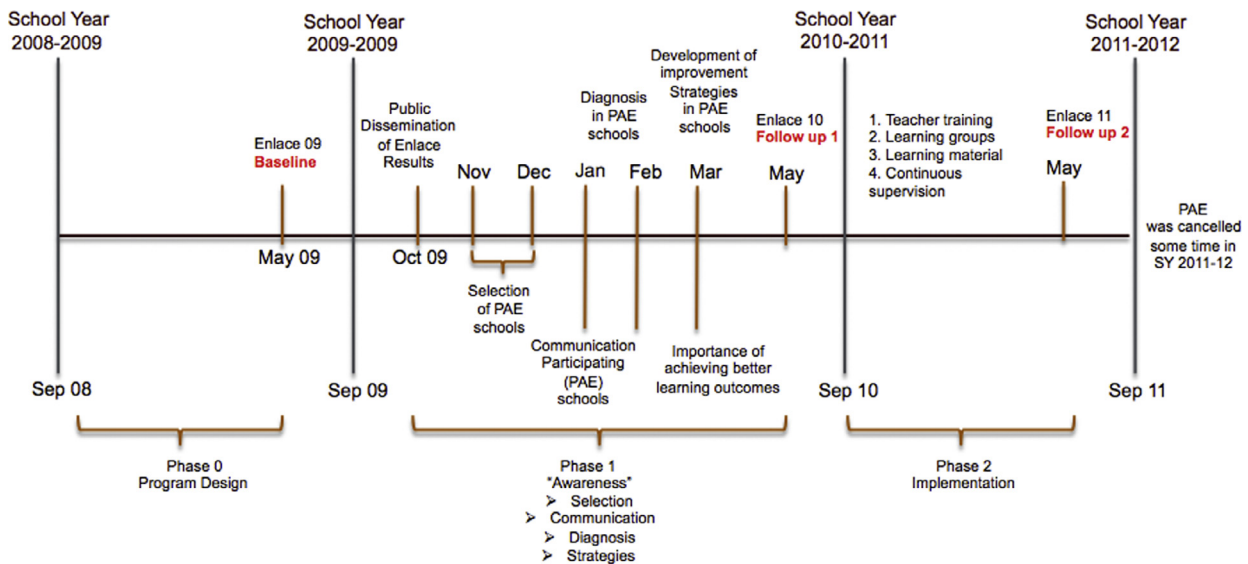 School Year
2008-2009
School Year
2009-2009
School Year
2010-2011
School Year
2011-2012
Enlace 09
Baseline
Public
Dissemination
of Enlace
Results
Nov
Dec
Diagnosis
in PAE
schools
Jan
Feb
Development of
improvement
Strategies
in PAE
schools
Mar
Enlace 10
Follow up 1
May
1. Teacher training
2. Learning groups
3. Learning material
4. Continuous
supervision
Enlace 11
Follow up 2
May
PAE
was cancelled
some time in
SY 2011-12
May 09
Oct 09
Selection
of PAE
schools
Communication
Participating
(PAE)
schools
Importance of
achieving better
learning outcomes
Sep 08
Sep 09
Sep 10
Sep 11
Phase 0
Program Design
Phase 1
"Awareness"
➢ Selection
➢ Communication
➢ Diagnosis
➢ Strategies
Phase 2
Implementation